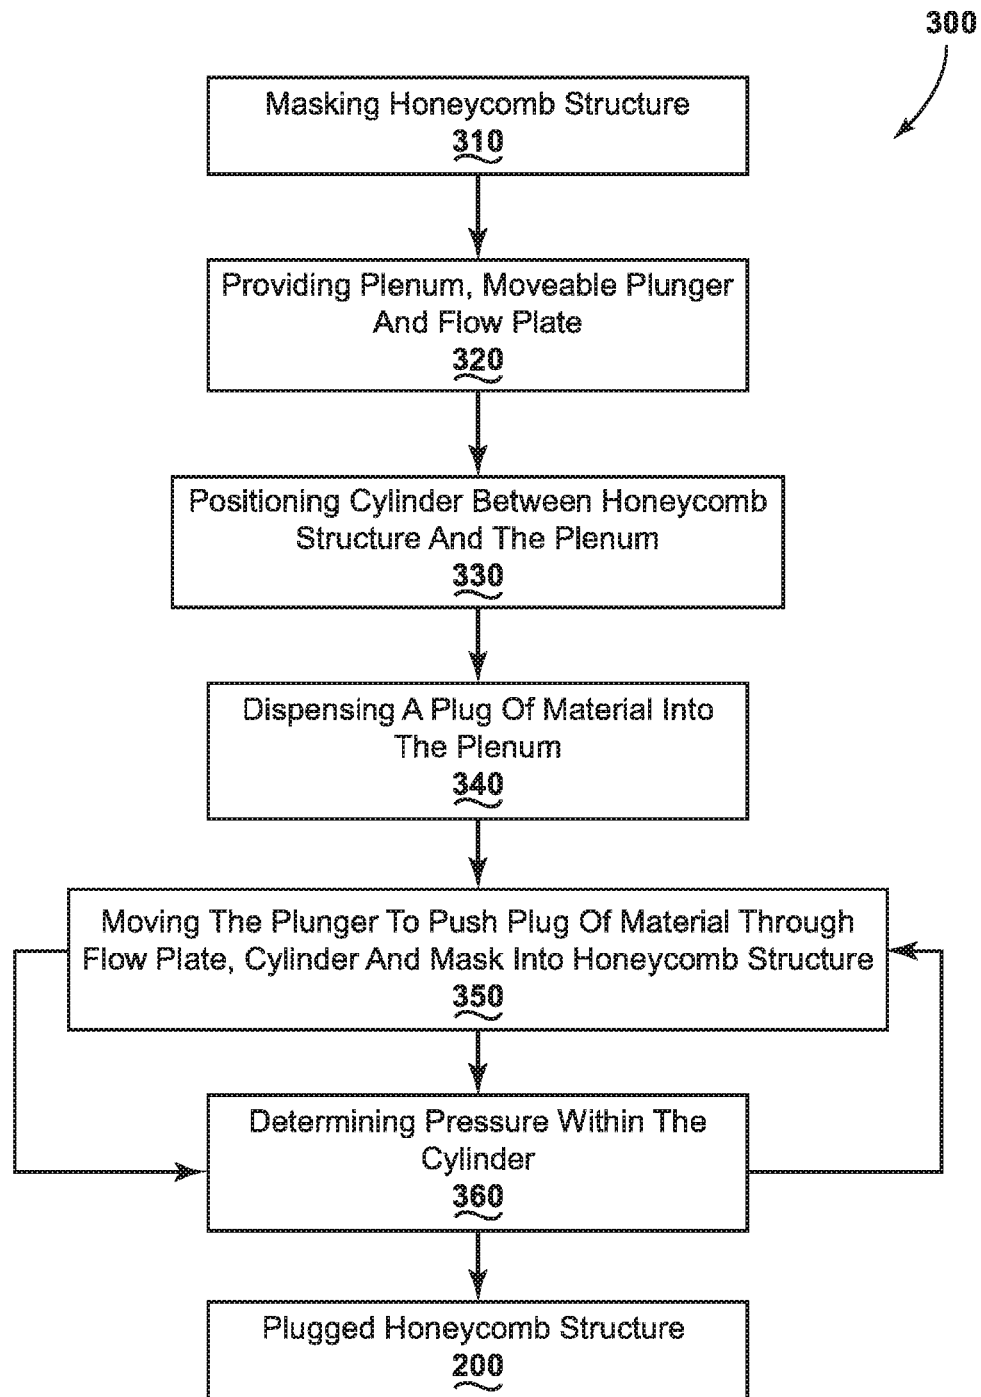 300
Masking Honeycomb Structure
310
Providing Plenum, Moveable Plunger
And Flow Plate
320
Positioning Cylinder Between Honeycomb
Structure And The Plenum
330
Dispensing A Plug Of Material Into
The Plenum
340
Moving The Plunger To Push Plug Of Material Through
Flow Plate, Cylinder And Mask Into Honeycomb Structure
350
Determining Pressure Within The
Cylinder
360
Plugged Honeycomb Structure
200